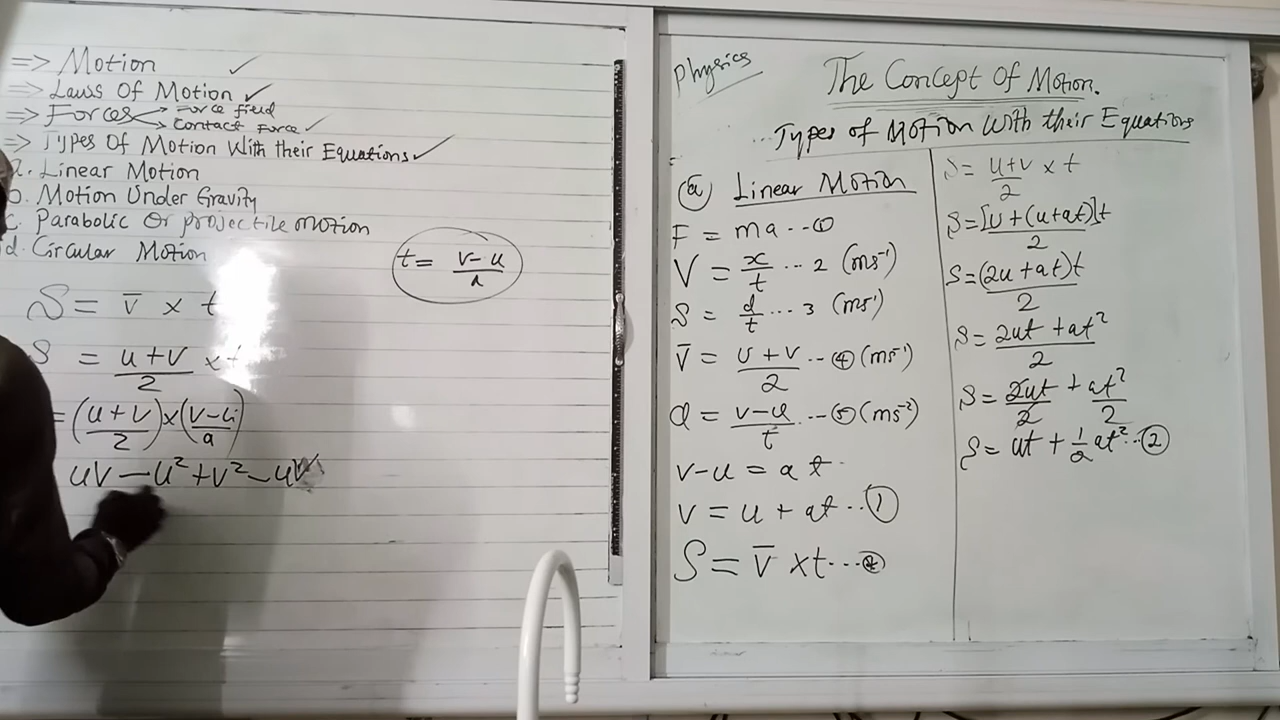 ⇒ Motion ✓
⇒ Laws Of Motion ✓
⇒ Forces → Force field
→ Contact Force ✓
⇒ Types Of Motion With their Equations ✓
a. Linear Motion
b. Motion Under Gravity
c. Parabolic Or projectile motion
d. Circular Motion
t = (v-u)/a
S = v̄ x t
S = (u+v)/2 x t
= ((u+v)/2) x ((v-u)/a)
uv - u² + v² - uv
Physics
The Concept Of Motion.
Types of Motion With their Equations
(a) Linear Motion
F = ma -- ①
V = x/t --- 2 (ms⁻¹)
S = d/t --- 3 (ms⁻¹)
V̄ = (u+v)/2 -- ④ (ms⁻¹)
a = (v-u)/t -- ⑤ (ms⁻²)
v-u = at
v = u + at -- ①
S = v̄ x t ---
S = (u+v)/2 x t
S = [u+(u+at)]t/2
S = (2u+at)t/2
S = (2ut + at²)/2
S = 2ut/2 + at²/2
S = ut + ½at² -- ②